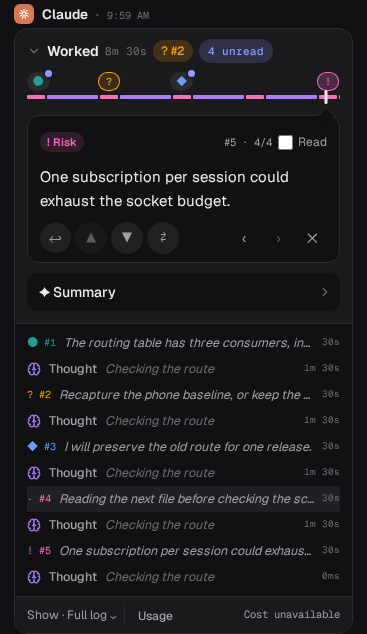 Claude · 9:59 AM
Worked 8m 30s ? #2 4 unread
?
!
! Risk #5 · 4/4 Read
One subscription per session could
exhaust the socket budget.
Summary
#1 The routing table has three consumers, in… 30s
Thought Checking the route 1m 30s
? #2 Recapture the phone baseline, or keep the … 30s
Thought Checking the route 1m 30s
#3 I will preserve the old route for one release. 30s
Thought Checking the route 1m 30s
· #4 Reading the next file before checking the sc… 30s
Thought Checking the route 1m 30s
! #5 One subscription per session could exhaus… 30s
Thought Checking the route 0ms
Show · Full log Usage Cost unavailable